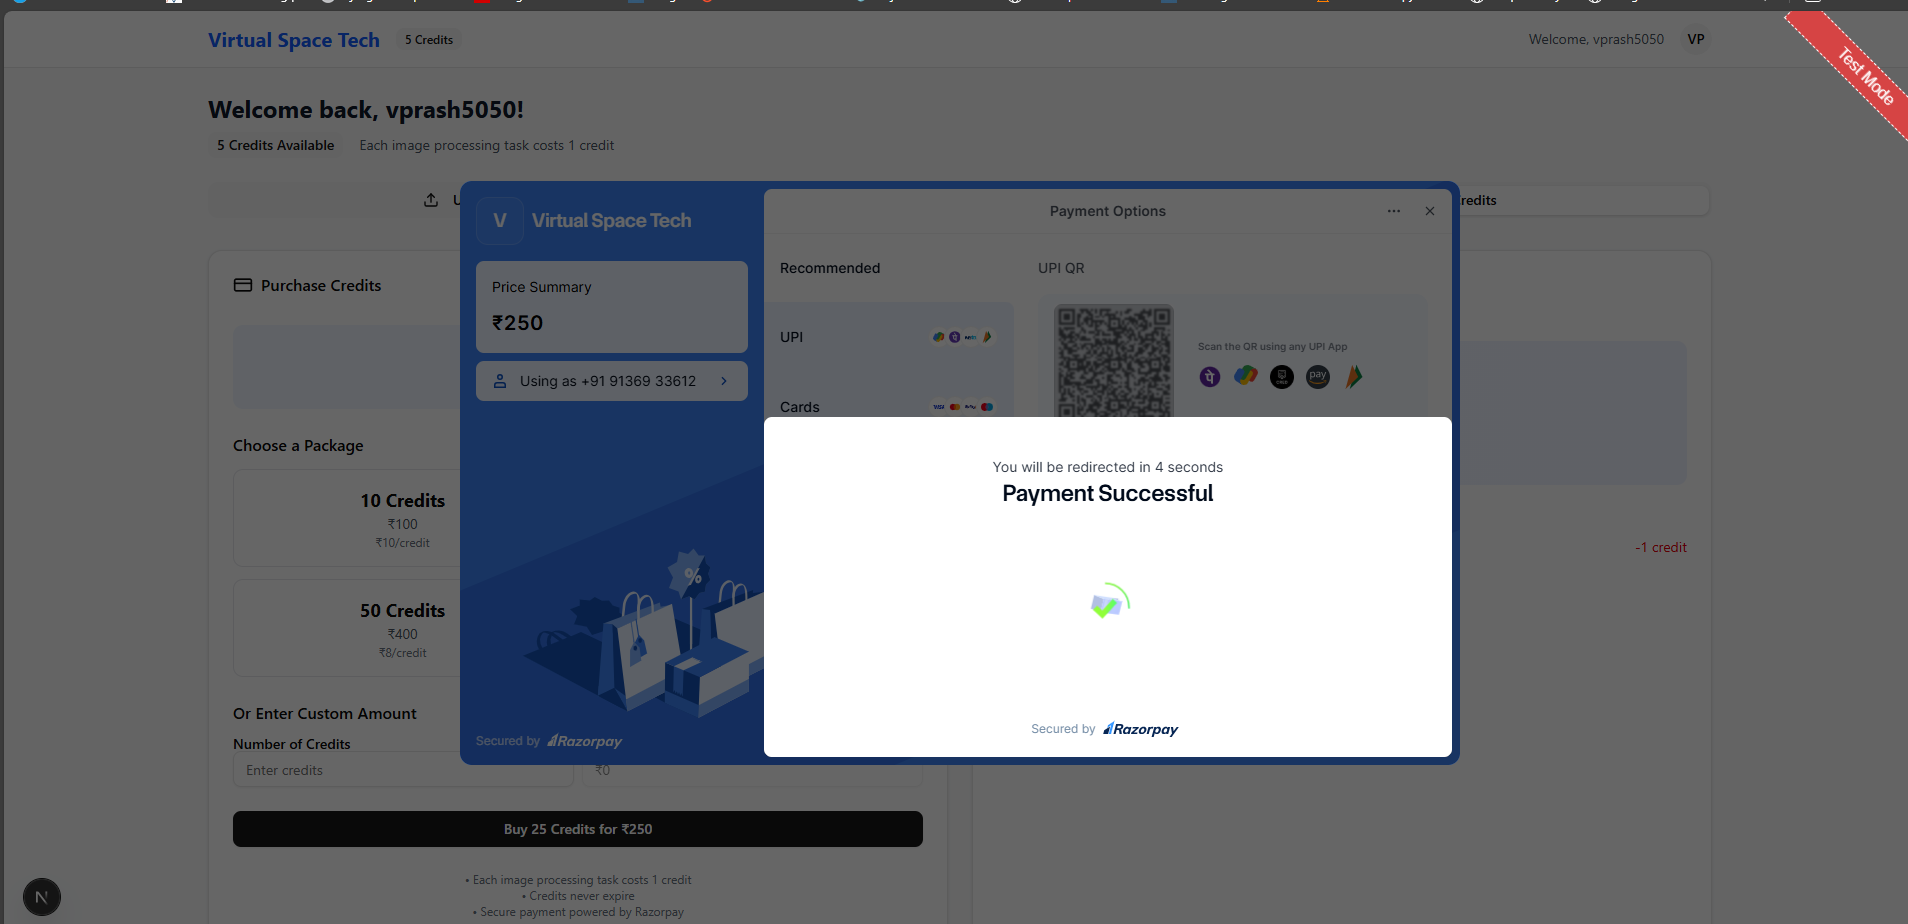 Virtual Space Tech
5 Credits
Welcome, vprash5050
VP
Test Mode
Welcome back, vprash5050!
5 Credits Available
Each image processing task costs 1 credit
Purchase Credits
Choose a Package
10 Credits
₹100
₹10/credit
50 Credits
₹400
₹8/credit
Or Enter Custom Amount
Number of Credits
Enter credits
₹0
Buy 25 Credits for ₹250
• Each image processing task costs 1 credit
• Credits never expire
• Secure payment powered by Razorpay
N
V
Virtual Space Tech
Price Summary
₹250
Using as +91 91369 33612
%
Secured by Razorpay
Payment Options
Recommended
UPI
Cards
UPI QR
Scan the QR using any UPI App
pay
You will be redirected in 4 seconds
Payment Successful
Secured by Razorpay
-1 credit